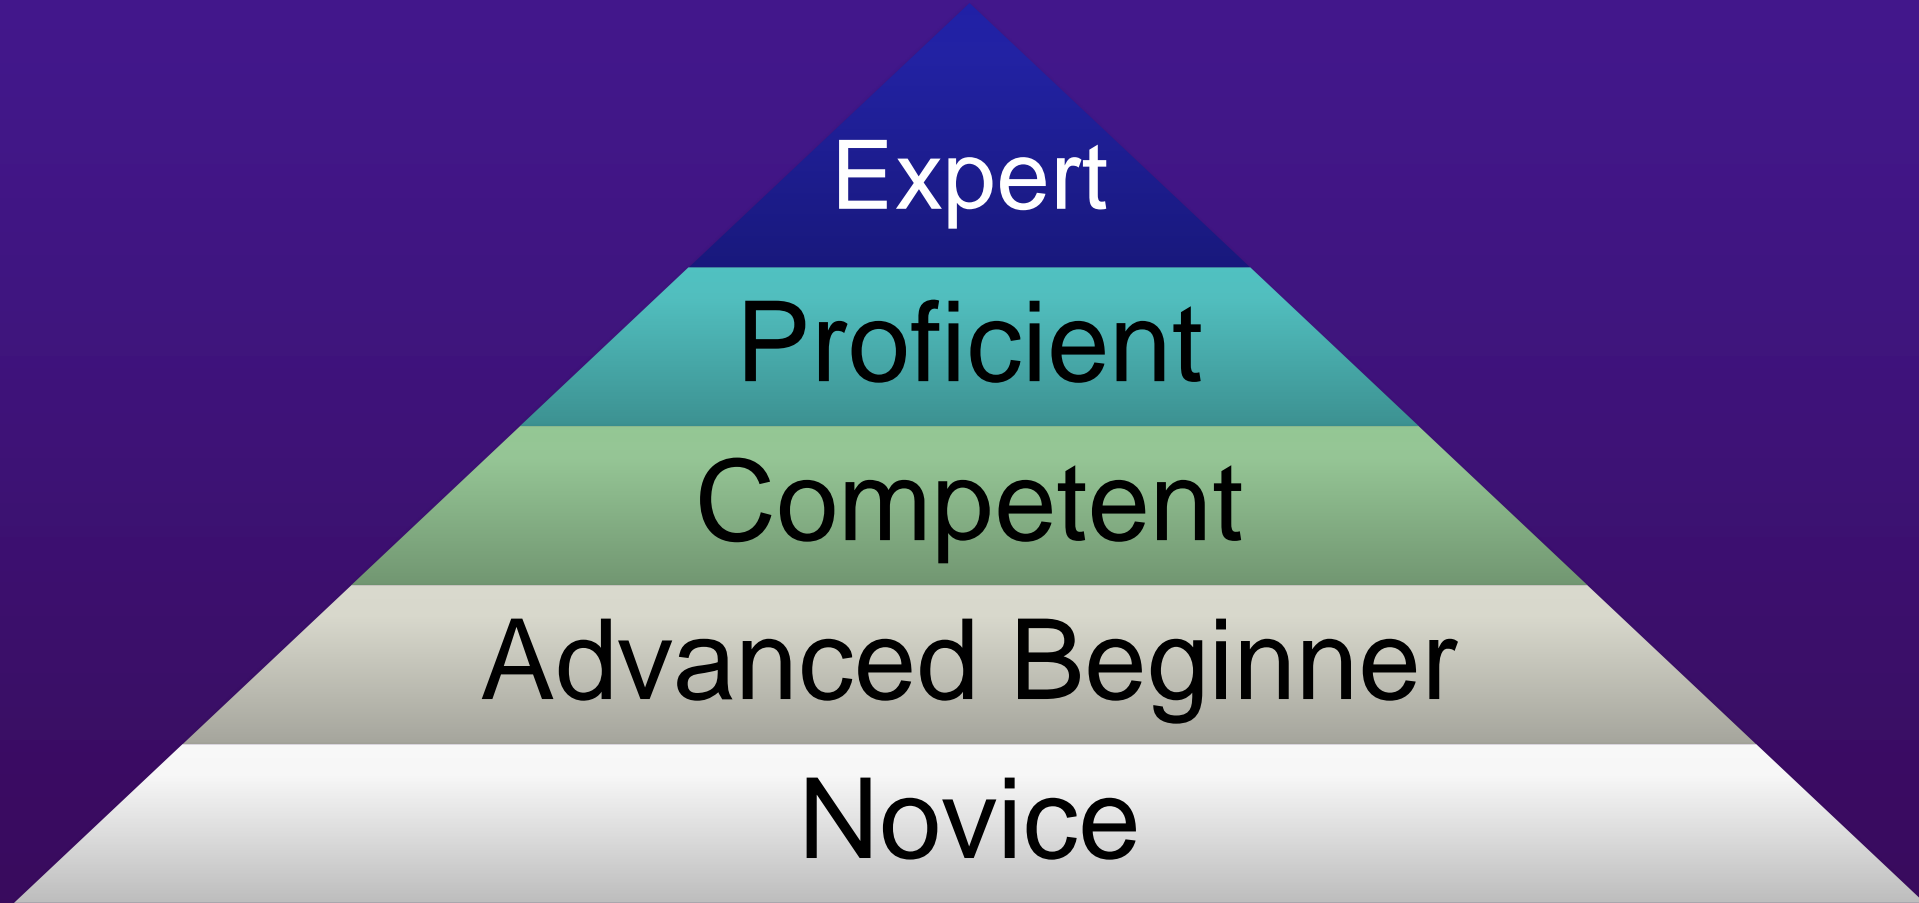 Expert
Proficient
Competent
Advanced Beginner
Novice